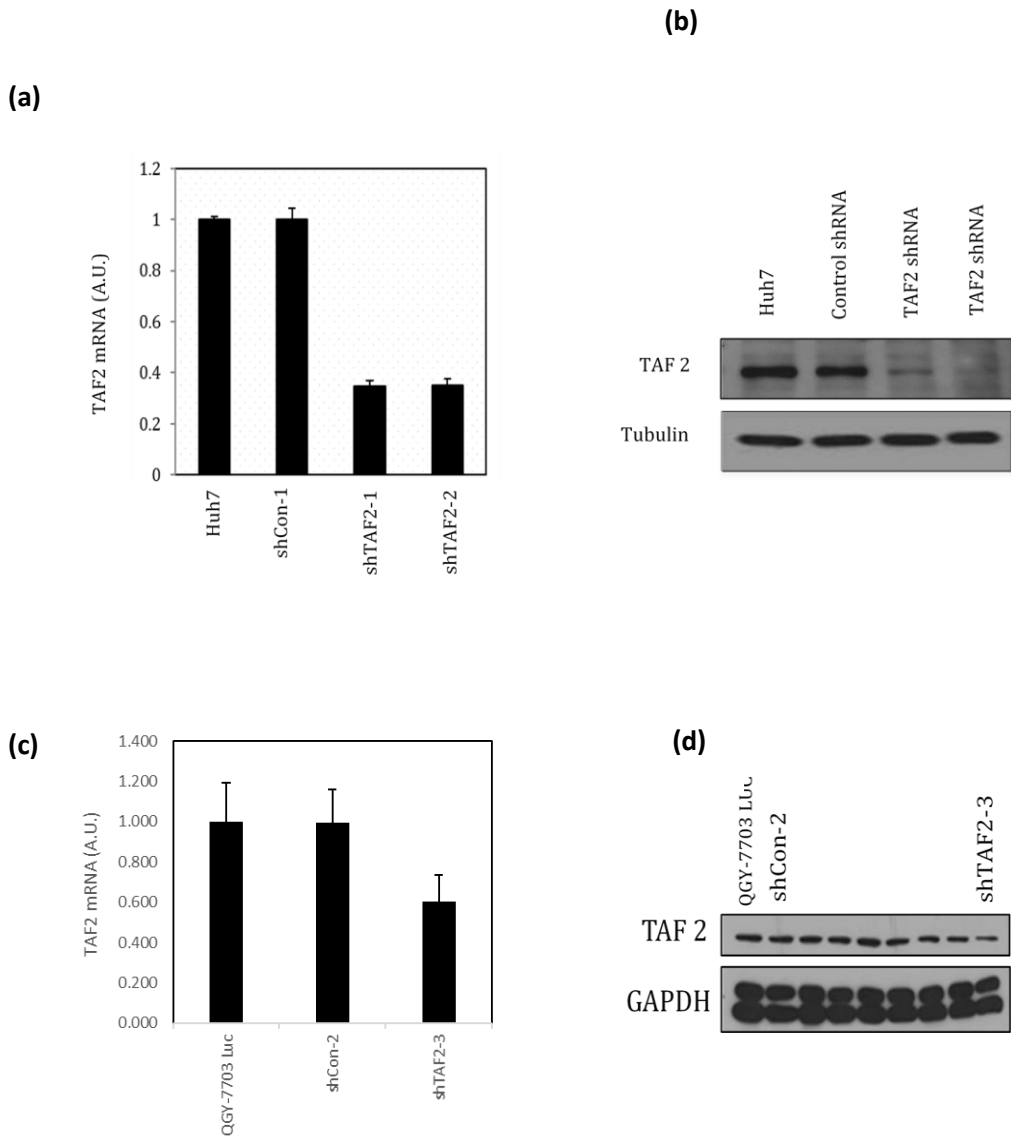 (a)
TAF2 mRNA (A.U.)
1.2
1
0.8
0.6
0.4
0.2
0
Huh7
shCon-1
shTAF2-1
shTAF2-2
(b)
Huh7
Control shRNA
TAF2 shRNA
TAF2 shRNA
TAF 2
Tubulin
(c)
TAF2 mRNA (A.U.)
1.400
1.200
1.000
0.800
0.600
0.400
0.200
0.000
QGY-7703 Luc
shCon-2
shTAF2-3
(d)
QGY-7703 Luc
shCon-2
shTAF2-3
TAF 2
GAPDH